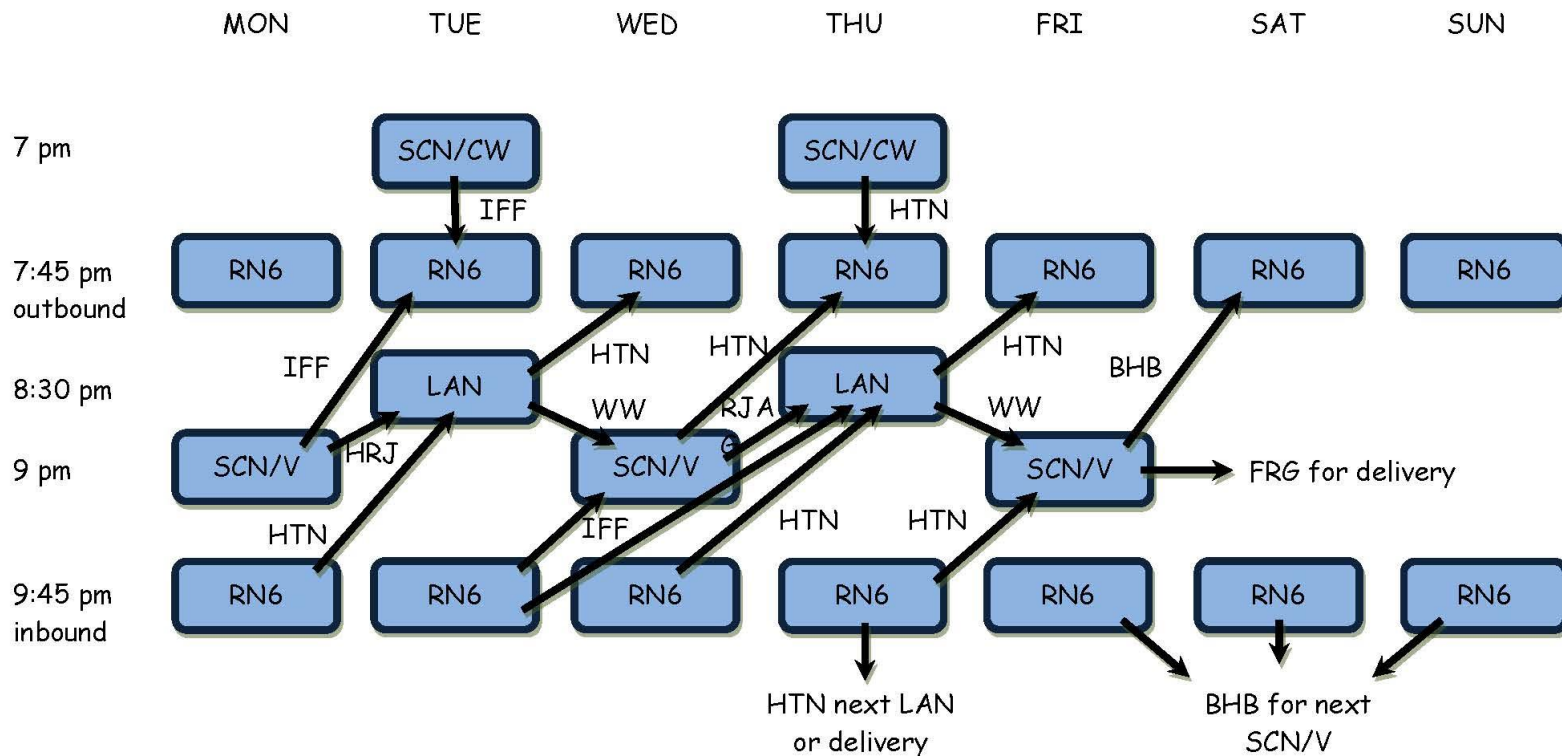 MON TUE WED THU FRI SAT SUN
7 pm SCN/CW SCN/CW
IFF HTN
7:45 pm RN6 RN6 RN6 RN6 RN6 RN6 RN6
outbound
IFF HTN HTN HTN BHB
8:30 pm LAN LAN
HRJ WW RJA WW
G
9 pm SCN/V SCN/V SCN/V FRG for delivery
HTN IFF HTN HTN
9:45 pm RN6 RN6 RN6 RN6 RN6 RN6 RN6
inbound
HTN next LAN BHB for next
or delivery SCN/V